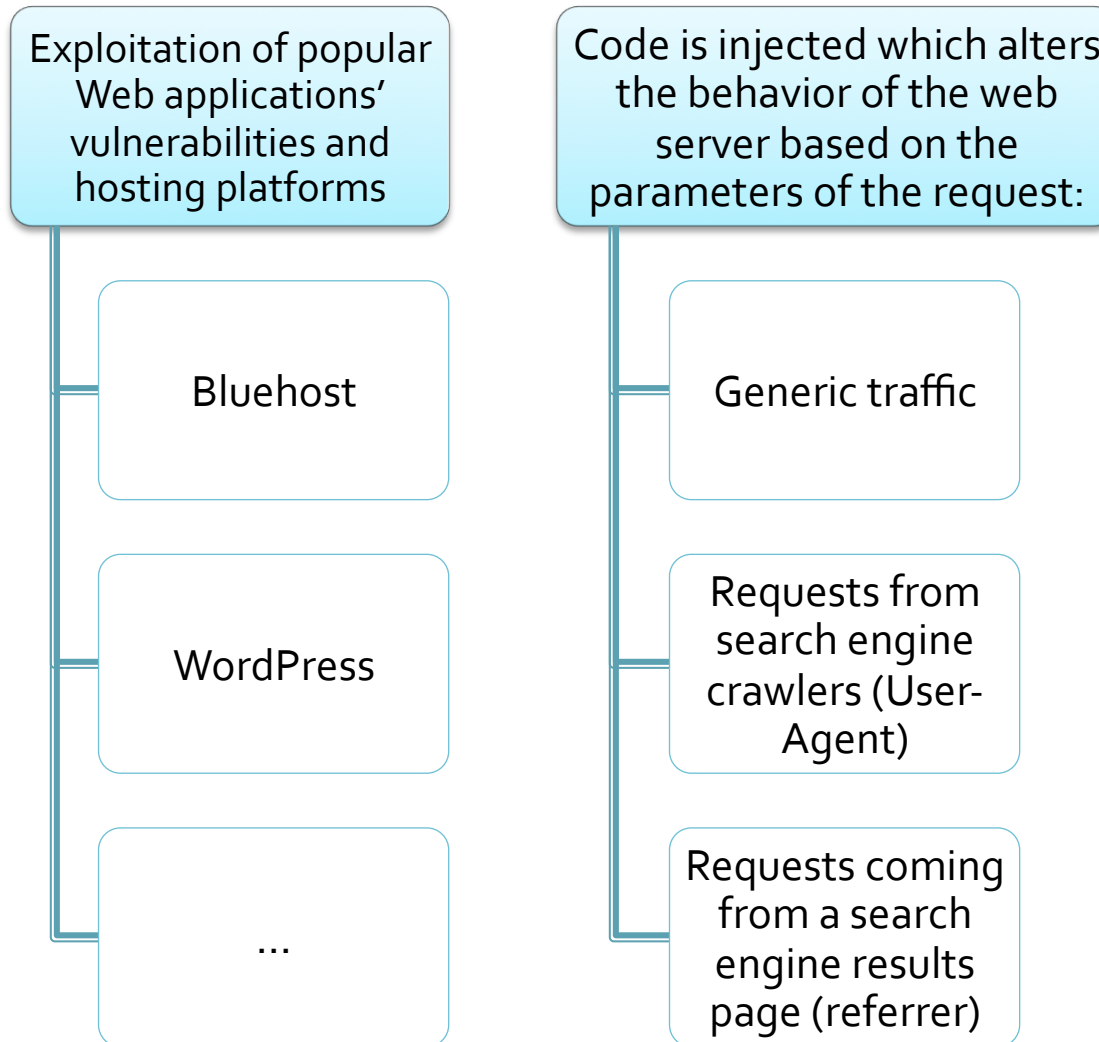 Exploitation of popular
Web applications’
vulnerabilities and
hosting platforms
Bluehost
WordPress
...
Code is injected which alters
the behavior of the web
server based on the
parameters of the request:
Generic traffic
Requests from
search engine
crawlers (User-
Agent)
Requests coming
from a search
engine results
page (referrer)